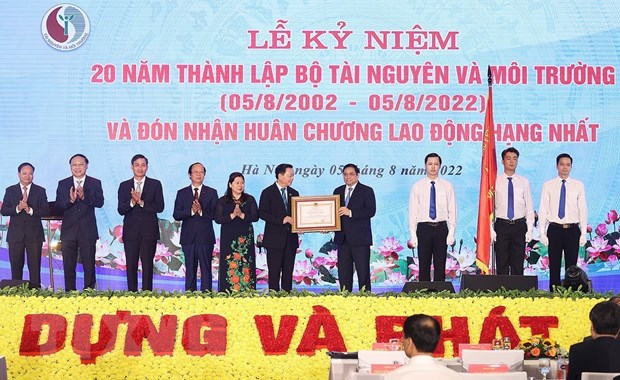 LỄ KỶ NIỆM
20 NĂM THÀNH LẬP BỘ TÀI NGUYÊN VÀ MÔI TRƯỜNG
(05/8/2002 - 05/8/2022)
VÀ ĐÓN NHẬN HUÂN CHƯƠNG LAO ĐỘNG HẠNG NHẤT
Hà Nội, ngày 05 tháng 8 năm 2022
DỰNG VÀ PHÁT